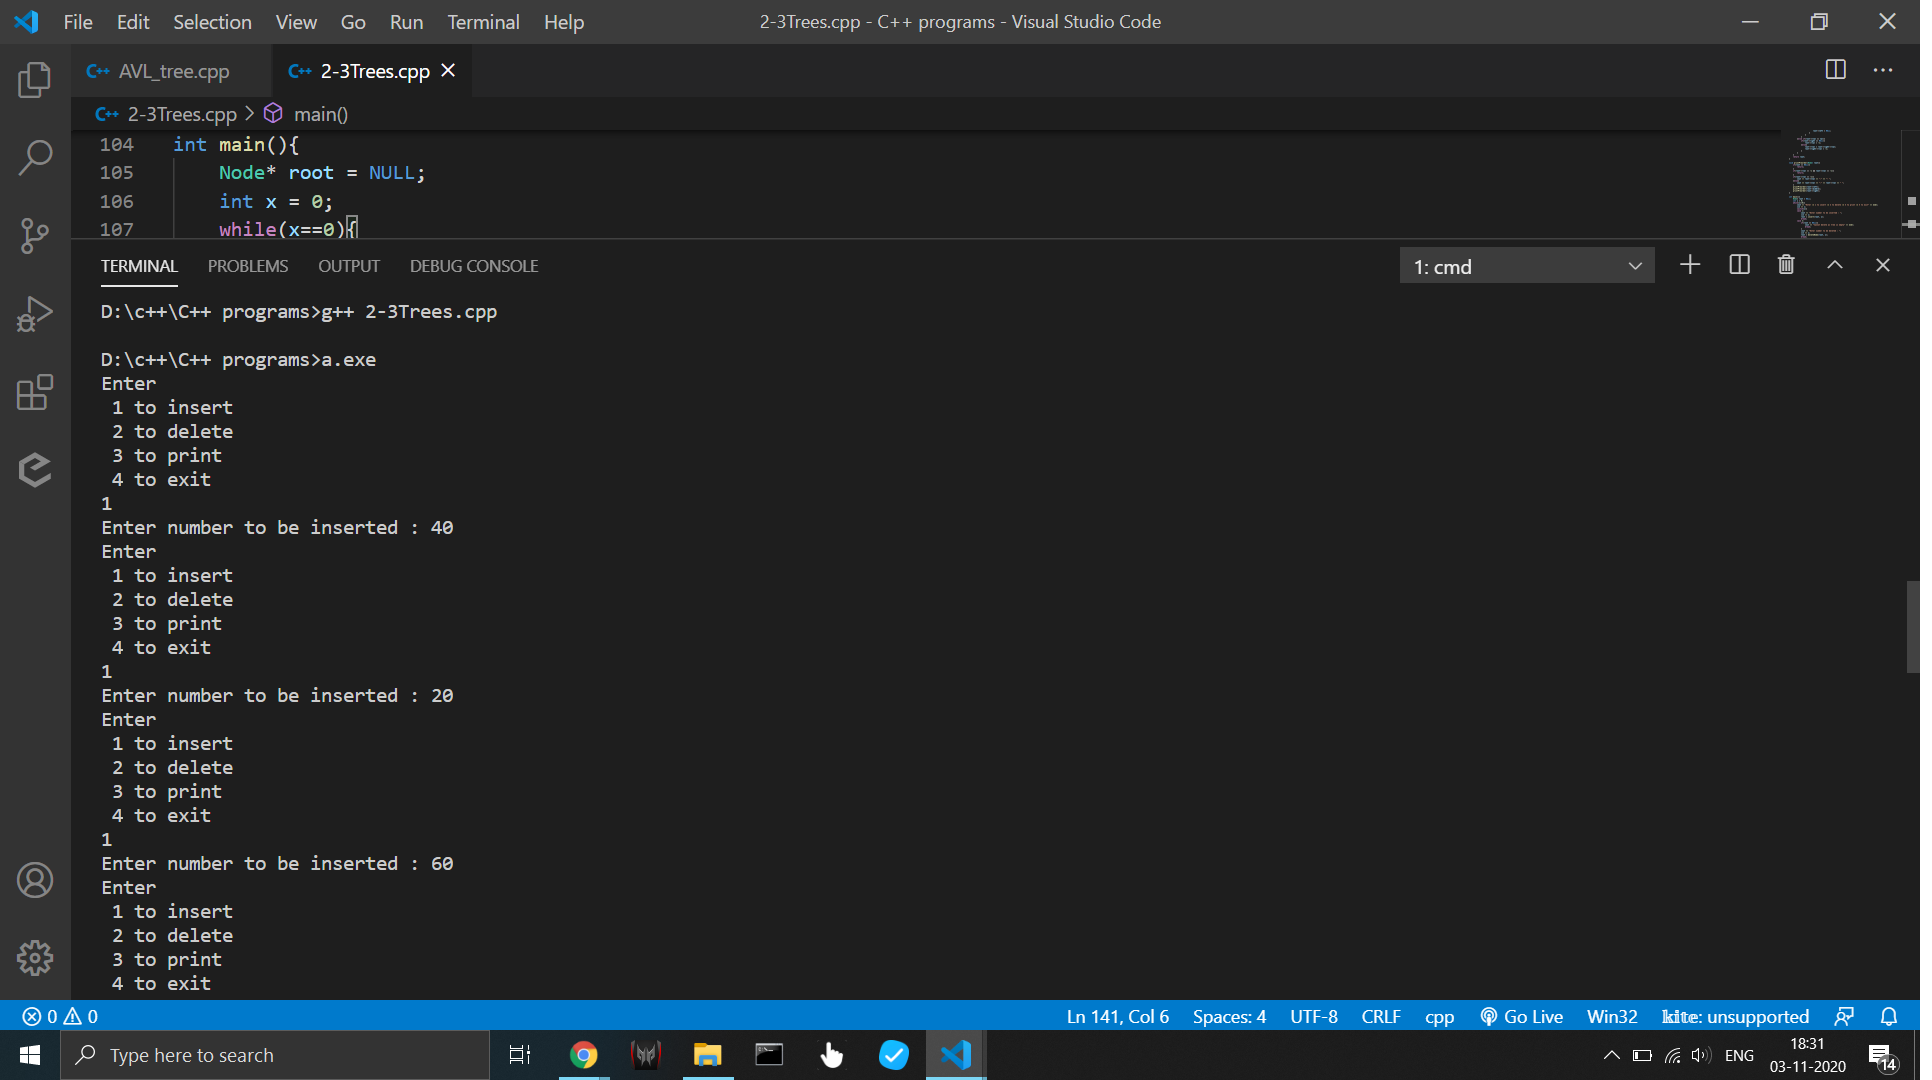 File Edit Selection View Go Run Terminal Help
2-3Trees.cpp - C++ programs - Visual Studio Code
C++ AVL_tree.cpp
C++ 2-3Trees.cpp
C++ 2-3Trees.cpp > main()
104 int main(){
105 Node* root = NULL;
106 int x = 0;
107 while(x==0){
TERMINAL PROBLEMS OUTPUT DEBUG CONSOLE
1: cmd
D:\c++\C++ programs>g++ 2-3Trees.cpp
D:\c++\C++ programs>a.exe
Enter
1 to insert
2 to delete
3 to print
4 to exit
1
Enter number to be inserted : 40
Enter
1 to insert
2 to delete
3 to print
4 to exit
1
Enter number to be inserted : 20
Enter
1 to insert
2 to delete
3 to print
4 to exit
1
Enter number to be inserted : 60
Enter
1 to insert
2 to delete
3 to print
4 to exit
0 0
Ln 141, Col 6 Spaces: 4 UTF-8 CRLF cpp Go Live Win32 kite: unsupported
Type here to search
ENG
18:31
03-11-2020
14